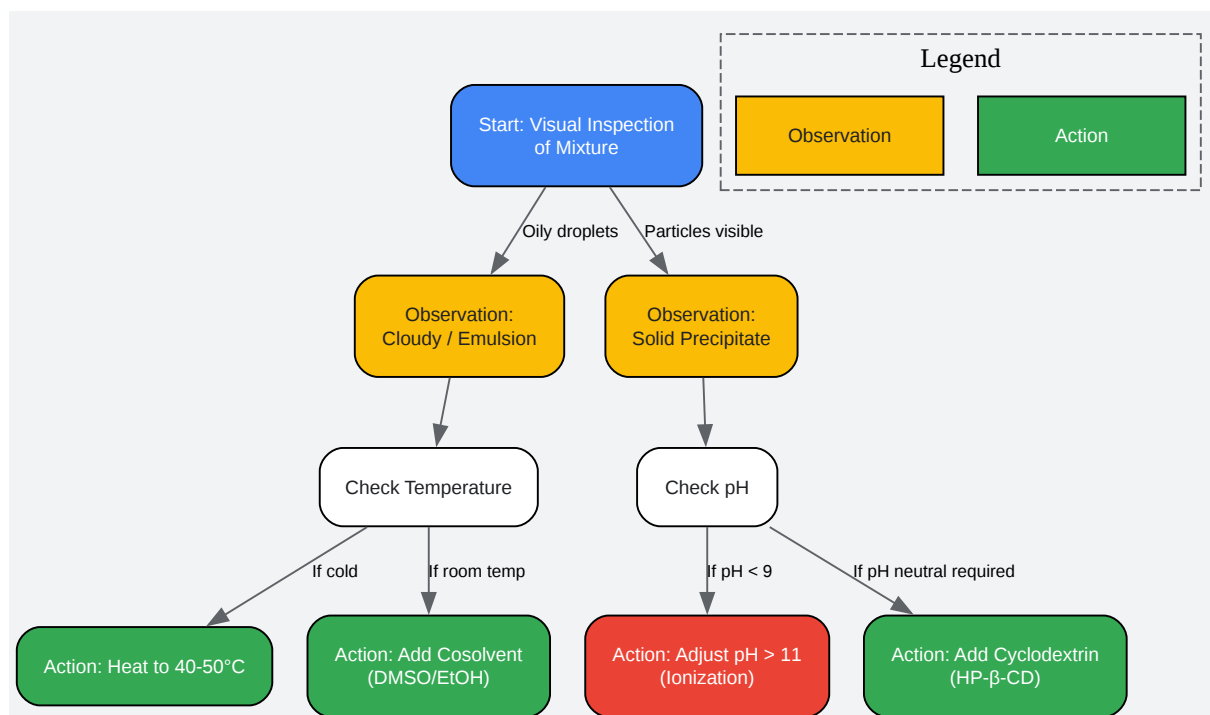 Legend
Observation
Action
Start: Visual Inspection
of Mixture
Oily droplets
Particles visible
Observation:
Cloudy / Emulsion
Observation:
Solid Precipitate
Check Temperature
Check pH
If cold
If room temp
If pH < 9
If pH neutral required
Action: Heat to 40-50°C
Action: Add Cosolvent
(DMSO/EtOH)
Action: Adjust pH > 11
(Ionization)
Action: Add Cyclodextrin
(HP-β-CD)